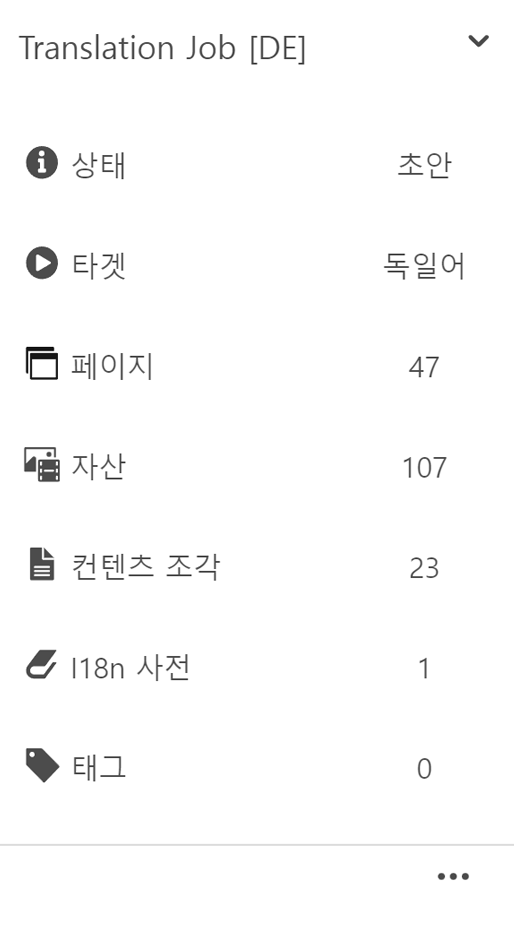 Translation Job [DE]
상태 초안
타겟 독일어
페이지 47
자산 107
컨텐츠 조각 23
I18n 사전 1
태그 0